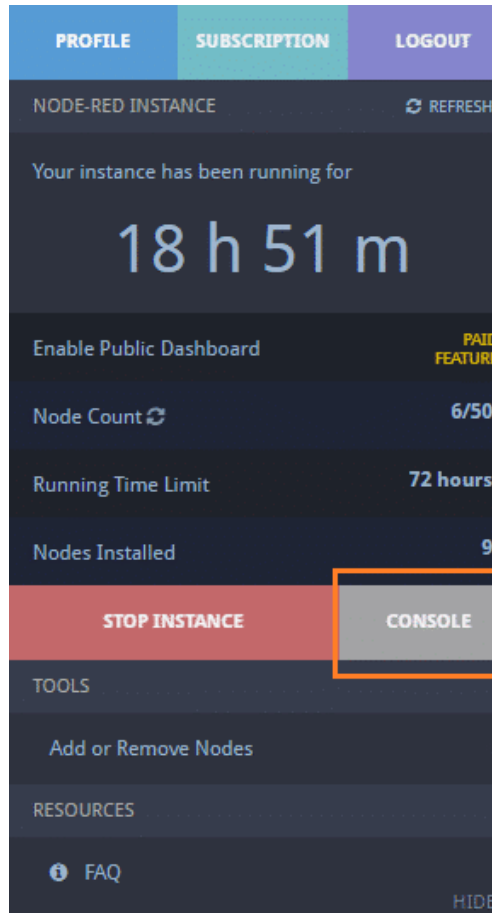 PROFILE SUBSCRIPTION LOGOUT
NODE-RED INSTANCE REFRESH
Your instance has been running for
18 h 51 m
Enable Public Dashboard PAID
FEATURE
Node Count 6/50
Running Time Limit 72 hours
Nodes Installed 9
STOP INSTANCE CONSOLE
TOOLS
Add or Remove Nodes
RESOURCES
FAQ
HIDE